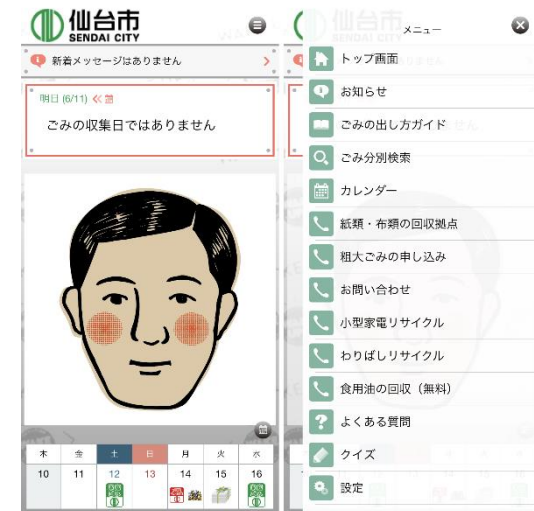 仙台市
SENDAI CITY
新着メッセージはありません
明日 (6/11)
ごみの収集日ではありません
木 金 土 日 月 火 水
10 11 12 13 14 15 16
メニュー
トップ画面
お知らせ
ごみの出し方ガイド
ごみ分別検索
カレンダー
紙類・布類の回収拠点
粗大ごみの申し込み
お問い合わせ
小型家電リサイクル
わりばしリサイクル
食用油の回収（無料）
よくある質問
クイズ
設定